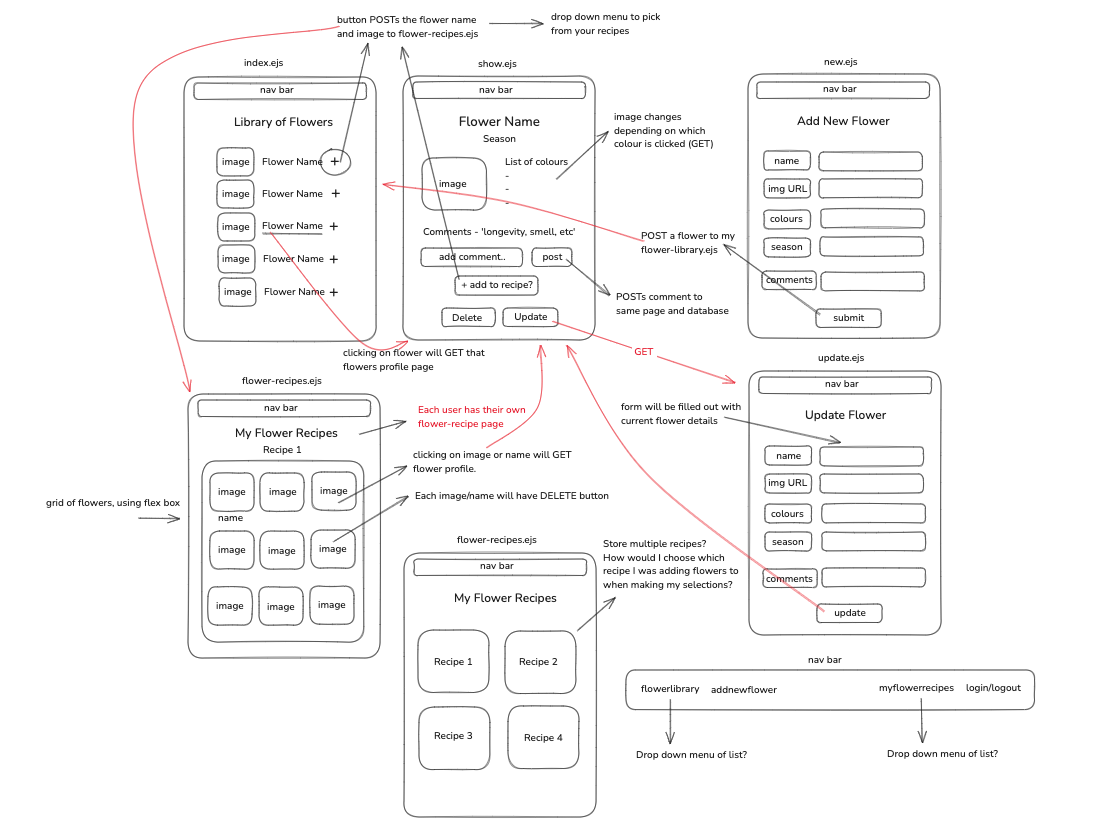 button POSTs the flower name
and image to flower-recipes.ejs
drop down menu to pick
from your recipes
index.ejs
nav bar
Library of Flowers
image
Flower Name
+
image
Flower Name
+
image
Flower Name
+
image
Flower Name
+
image
Flower Name
+
show.ejs
nav bar
Flower Name
Season
image
List of colours
-
-
-
Comments - 'longevity, smell, etc'
add comment..
post
+ add to recipe?
Delete
Update
image changes
depending on which
colour is clicked (GET)
POST a flower to my
flower-library.ejs
POSTs comment to
same page and database
new.ejs
nav bar
Add New Flower
name
img URL
colours
season
comments
submit
clicking on flower will GET that
flowers profile page
GET
flower-recipes.ejs
nav bar
My Flower Recipes
Recipe 1
image
image
image
name
image
image
image
image
image
image
grid of flowers, using flex box
Each user has their own
flower-recipe page
clicking on image or name will GET
flower profile.
Each image/name will have DELETE button
update.ejs
nav bar
Update Flower
name
img URL
colours
season
comments
update
form will be filled out with
current flower details
flower-recipes.ejs
nav bar
My Flower Recipes
Recipe 1
Recipe 2
Recipe 3
Recipe 4
Store multiple recipes?
How would I choose which
recipe I was adding flowers to
when making my selections?
nav bar
flowerlibrary
addnewflower
myflowerrecipes
login/logout
Drop down menu of list?
Drop down menu of list?